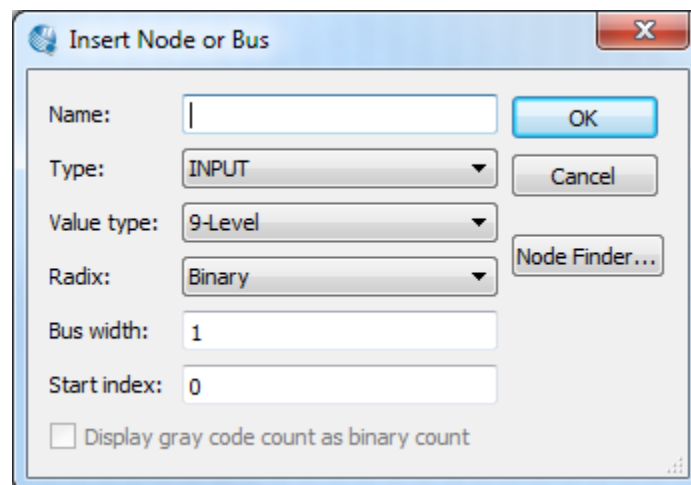 Insert Node or Bus
Name:
OK
Type: INPUT
Cancel
Value type: 9-Level
Node Finder...
Radix: Binary
Bus width: 1
Start index: 0
Display gray code count as binary count